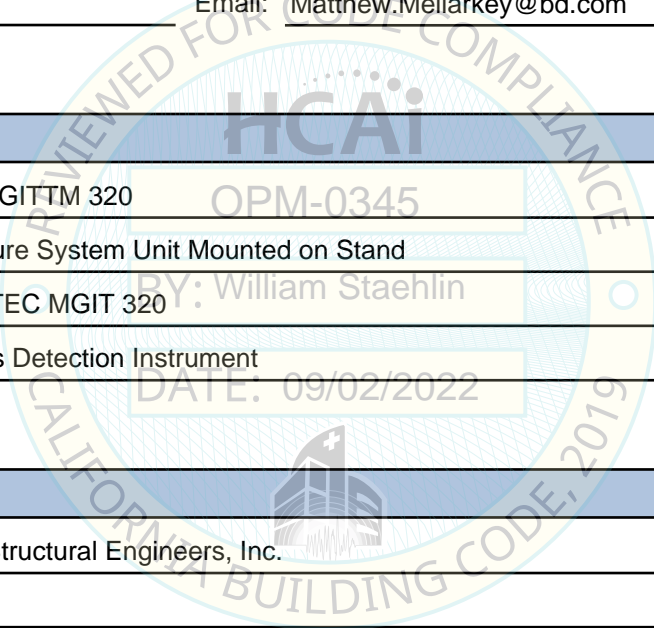 Email: Matthew.Mellarkey@bd.com
REVIEWED FOR CODE COMPLIANCE
HCAi
GITTM 320
OPM-0345
ure System Unit Mounted on Stand
BY: William Staehlin
TEC MGIT 320
s Detection Instrument
DATE: 09/02/2022
tructural Engineers, Inc.
CALIFORNIA BUILDING CODE, 2019